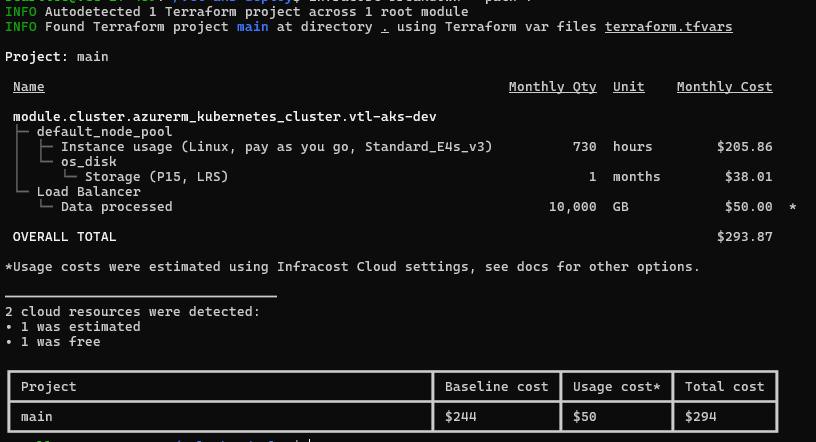 INFO Autodetected 1 Terraform project across 1 root module
INFO Found Terraform project main at directory . using Terraform var files terraform.tfvars
Project: main
Name Monthly Qty Unit Monthly Cost
module.cluster.azurerm_kubernetes_cluster.vtl-aks-dev
├─ default_node_pool
│ ├─ Instance usage (Linux, pay as you go, Standard_E4s_v3) 730 hours $205.86
│ └─ os_disk
│ └─ Storage (P15, LRS) 1 months $38.01
└─ Load Balancer
└─ Data processed 10,000 GB $50.00 *
OVERALL TOTAL $293.87
*Usage costs were estimated using Infracost Cloud settings, see docs for other options.
2 cloud resources were detected:
• 1 was estimated
• 1 was free
Project Baseline cost Usage cost* Total cost
main $244 $50 $294